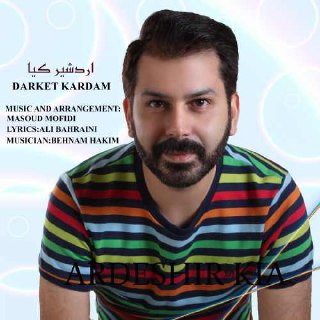 اردشیر کیا
DARKET KARDAM
MUSIC AND ARRANGEMENT:
MASOUD MOFIDI
LYRICS:ALI BAHRAINI
MUSICIAN:BEHNAM HAKIM
ARDESHIR KIA